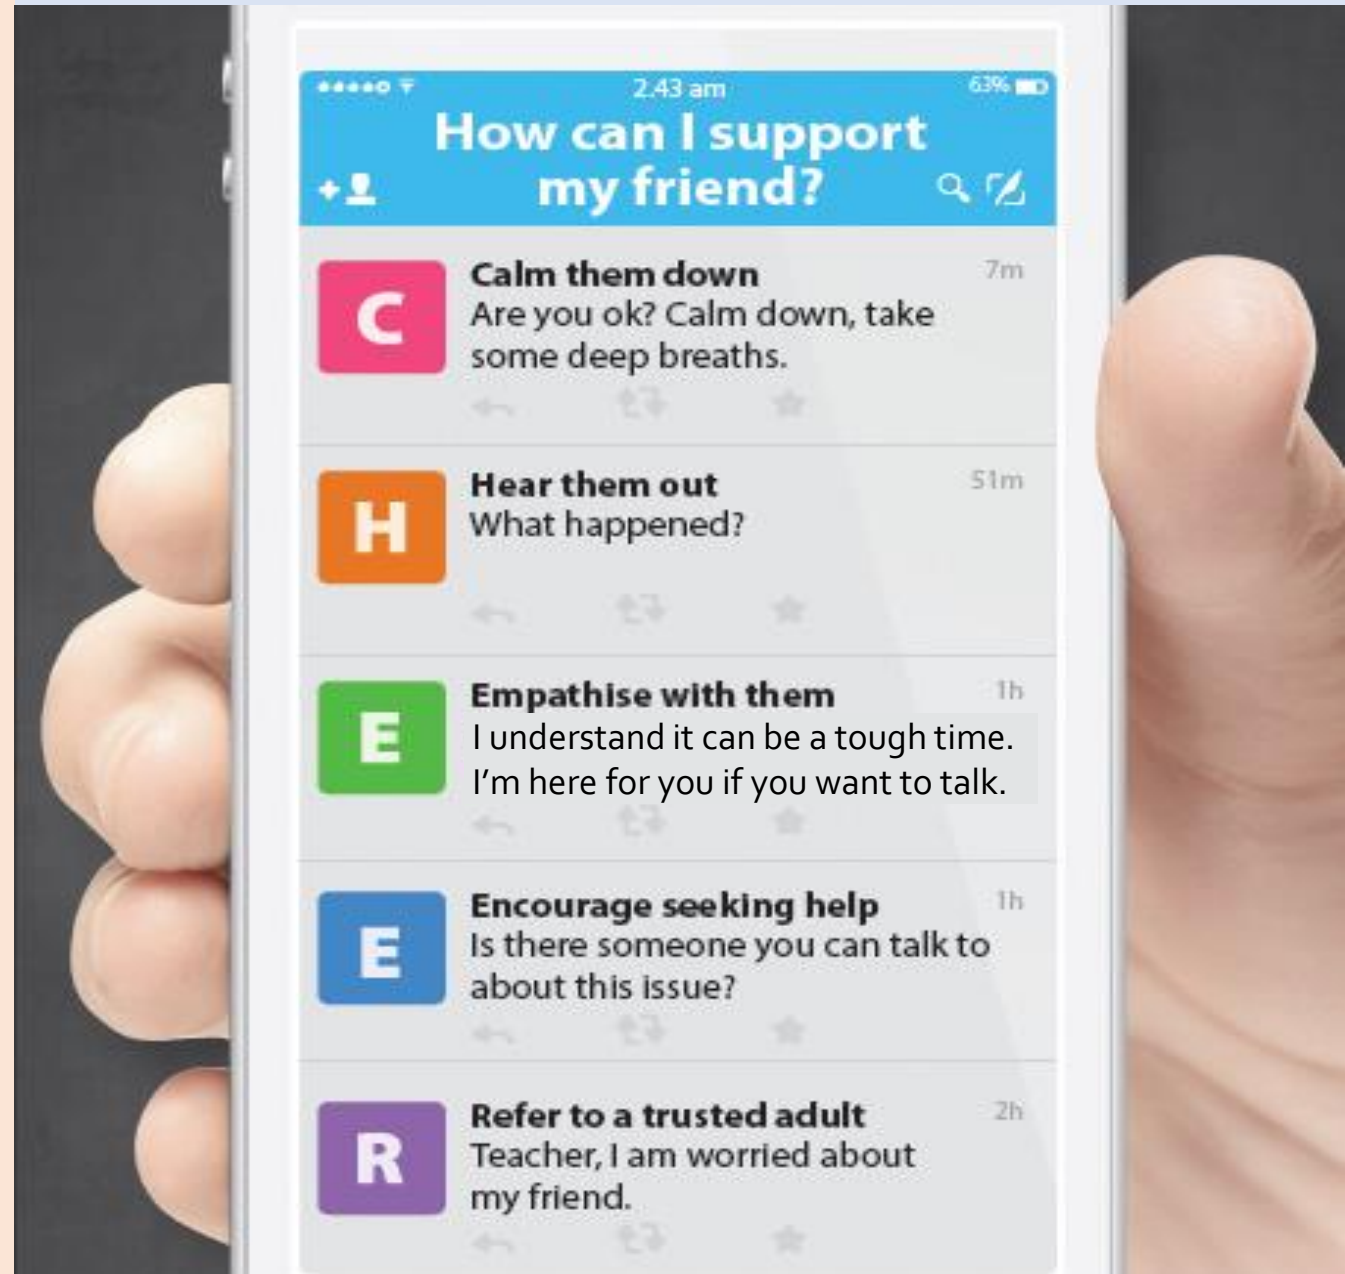 2.43 am
63%
How can I support
my friend?
C
Calm them down
7m
Are you ok? Calm down, take
some deep breaths.
H
Hear them out
51m
What happened?
E
Empathise with them
1h
I understand it can be a tough time.
I'm here for you if you want to talk.
E
Encourage seeking help
1h
Is there someone you can talk to
about this issue?
R
Refer to a trusted adult
2h
Teacher, I am worried about
my friend.